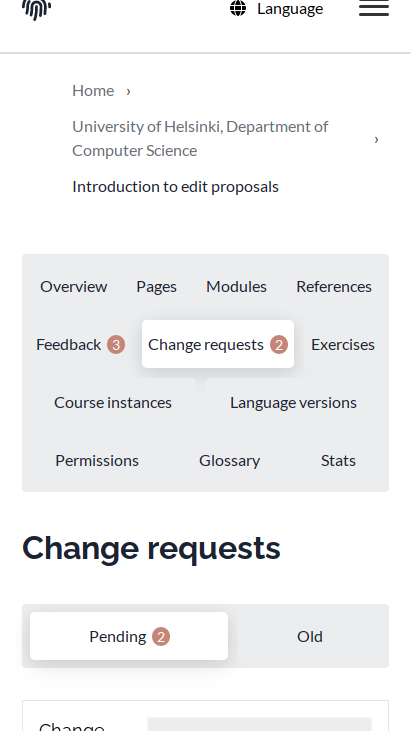 Language
Home ›
University of Helsinki, Department of
Computer Science ›
Introduction to edit proposals
Overview Pages Modules References
Feedback 3 Change requests 2 Exercises
Course instances Language versions
Permissions Glossary Stats
Change requests
Pending 2 Old
Change